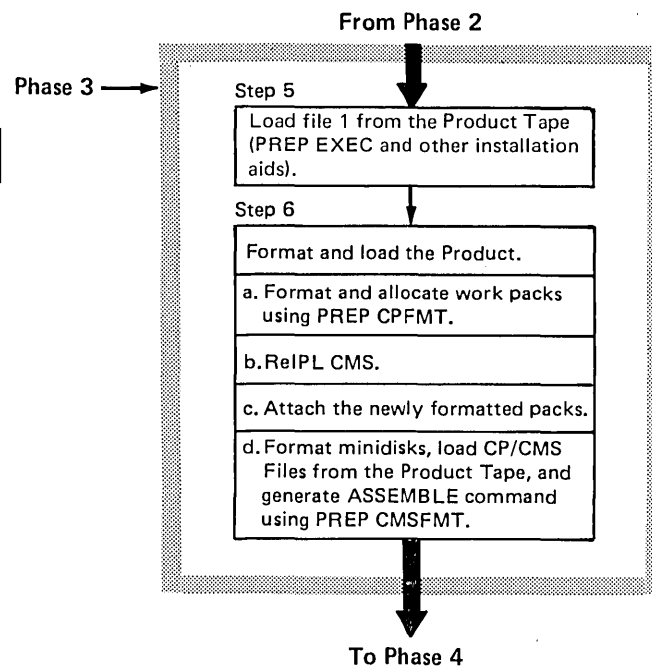 From Phase 2
Phase 3
Step 5
Load file 1 from the Product Tape
(PREP EXEC and other installation
aids).
Step 6
Format and load the Product.
a. Format and allocate work packs
using PREP CPFMT.
b. ReIPL CMS.
c. Attach the newly formatted packs.
d. Format minidisks, load CP/CMS
Files from the Product Tape, and
generate ASSEMBLE command
using PREP CMSFMT.
To Phase 4